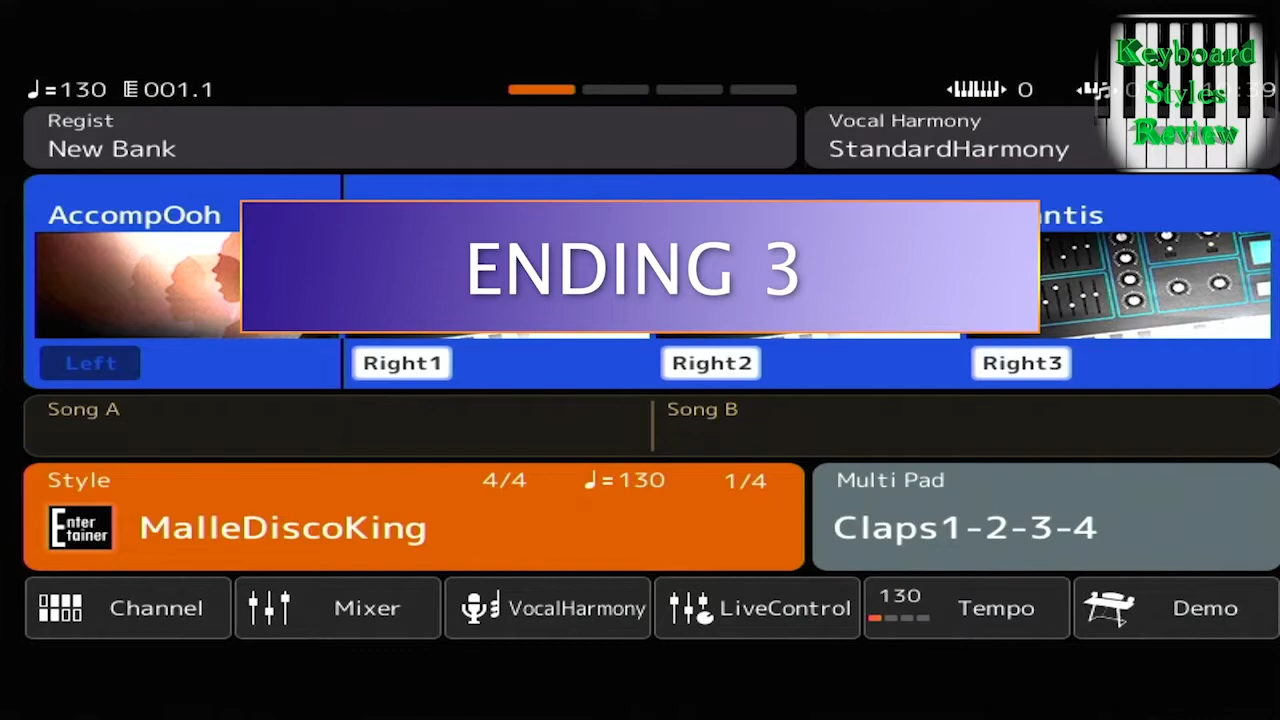 ♩=130 001.1
0
Keyboard
Styles
Review
Regist
New Bank
Vocal Harmony
StandardHarmony
AccompOoh
ntis
ENDING 3
Left
Right1
Right2
Right3
Song A
Song B
Style
4/4
♩=130
1/4
Enter
tainer
MalleDiscoKing
Multi Pad
Claps1-2-3-4
Channel
Mixer
VocalHarmony
LiveControl
130
Tempo
Demo